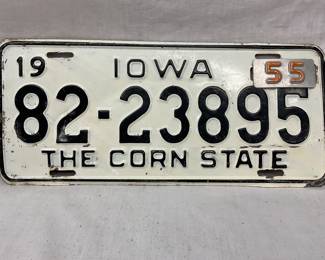 19 IOWA 55
82-23895
THE CORN STATE